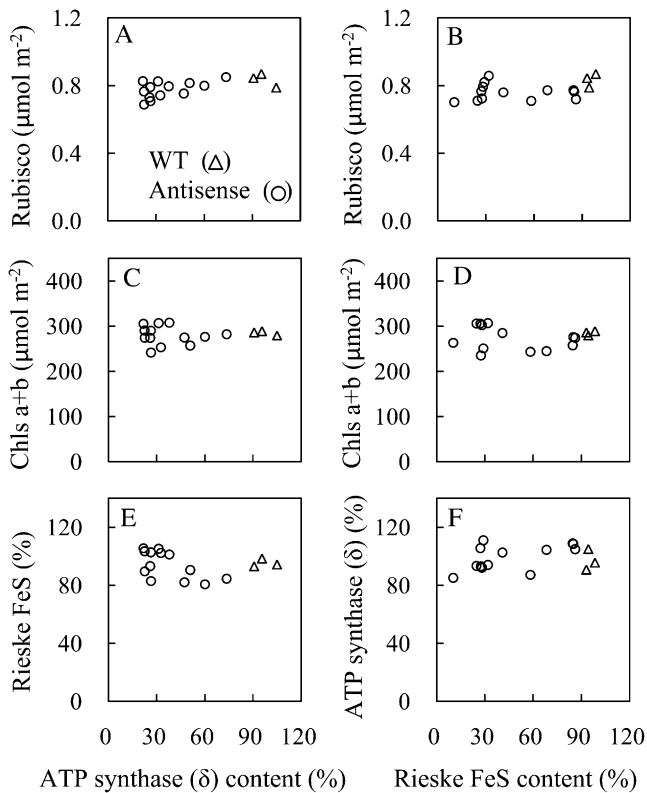 A
Rubisco (μmol m-2)
1.2
0.8
0.4
0.0
WT (△)
Antisense (○)
B
Rubisco (μmol m-2)
1.2
0.8
0.4
0.0
C
Chls a+b (μmol m-2)
400
300
200
100
0
D
Chls a+b (μmol m-2)
400
300
200
100
0
E
Rieske FeS (%)
120
80
40
0
0 30 60 90 120
ATP synthase (δ) content (%)
F
ATP synthase (δ) (%)
120
80
40
0
0 30 60 90 120
Rieske FeS content (%)